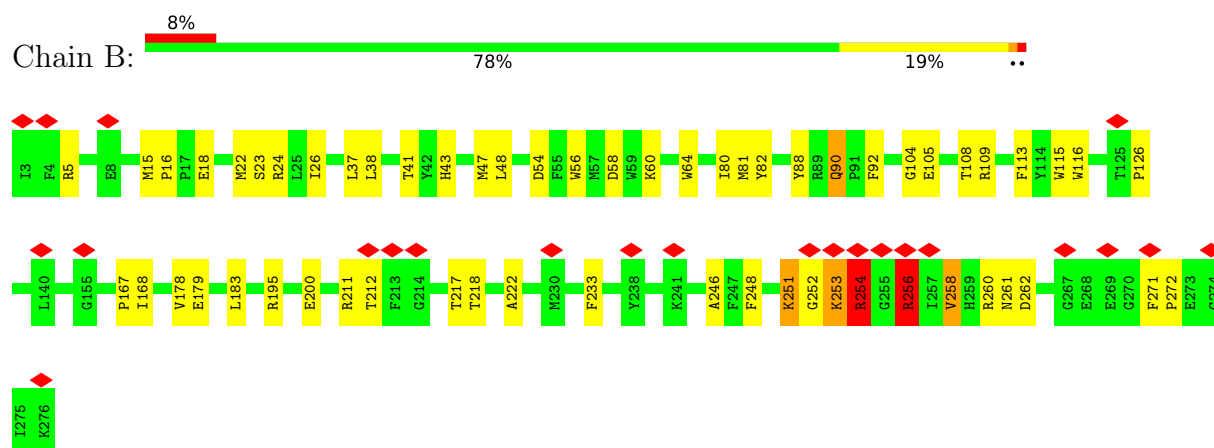 8%
Chain B:
78% 19% ••
I3 F4 R5 E8 M15 P16 P17 E18 M22 S23 R24 L25 I26 L37 L38 T41 Y42 H43 M47 L48 D54 F55 W56 M57 D58 W59 K60 W64 I80 M81 Y82 Y88 R89 Q90 P91 F92 G104 E105 T108 R109 F113 Y114 W115 W116 T125 P126
L140 G155 P167 I168 V178 E179 L183 R195 E200 R211 T212 F213 G214 T217 T218 A222 M230 F233 Y238 K241 A246 F247 F248 K251 G252 K253 R254 G255 R256 I257 V258 H259 R260 N261 D262 G267 E268 E269 G270 F271 P272 E273
I275 K276